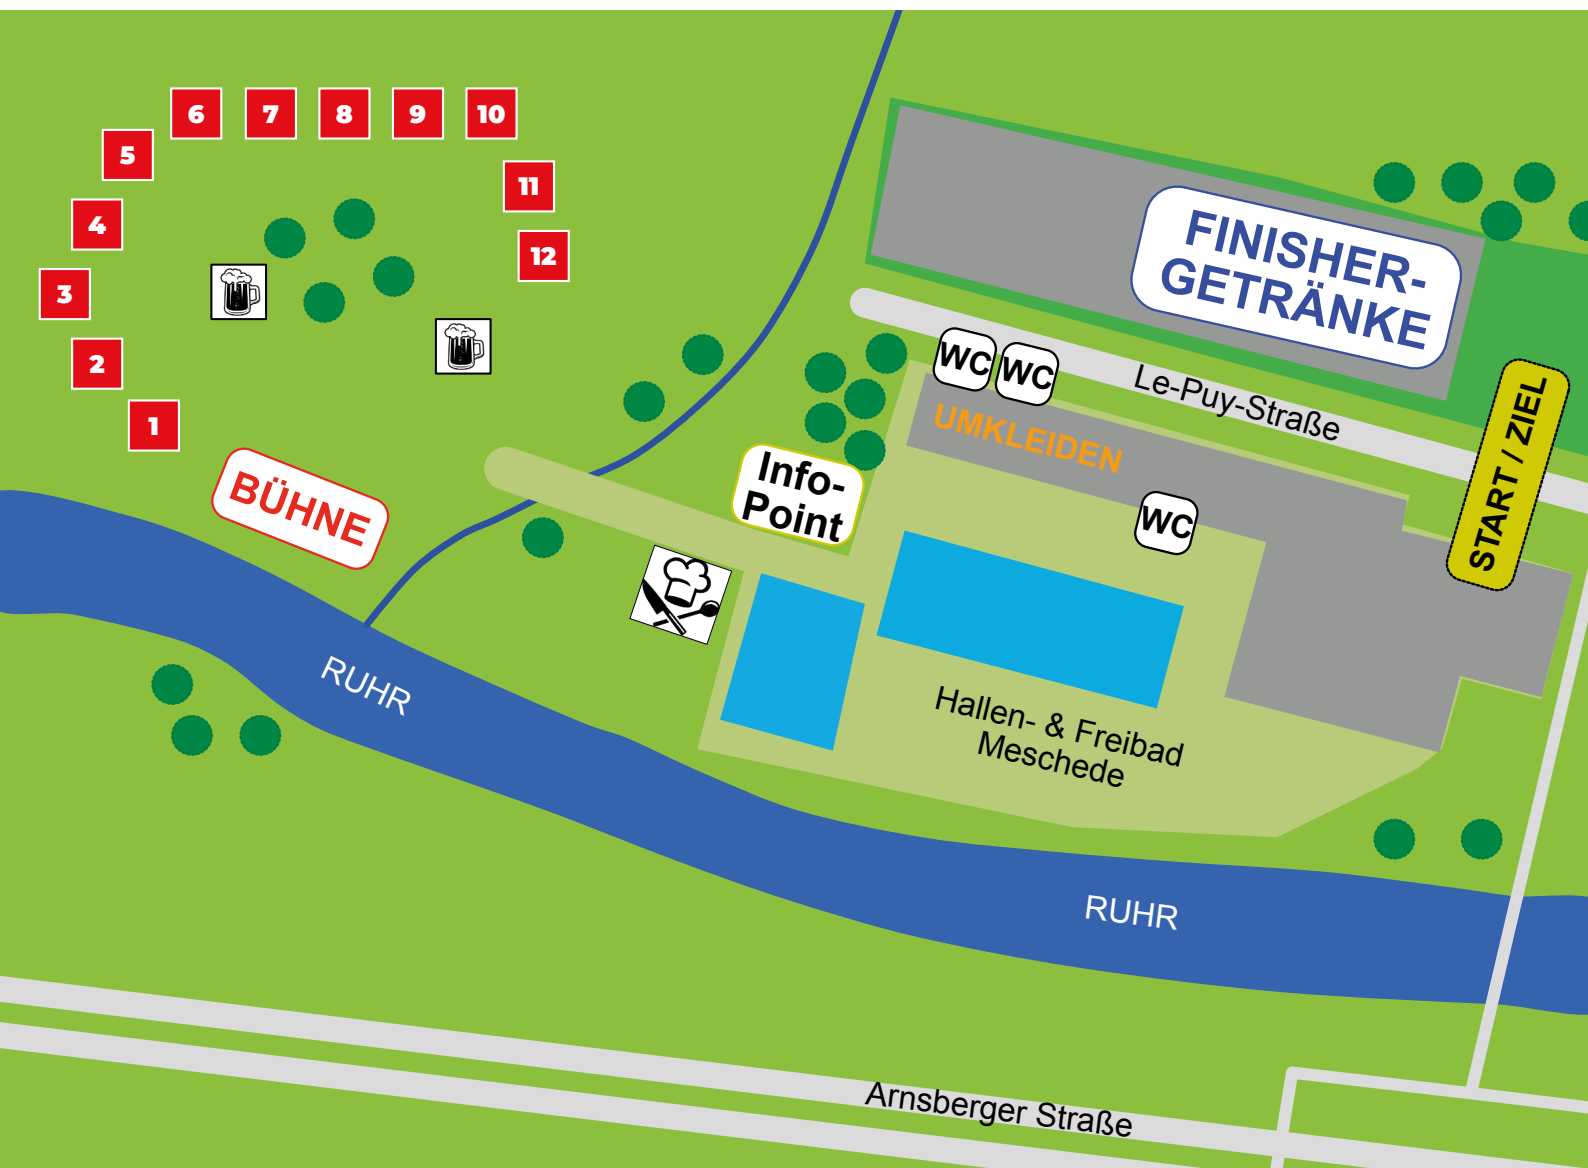 6
7
8
9
10
5
11
4
12
3
2
1
FINISHER-
GETRÄNKE
WC
WC
Le-Puy-Straße
UMKLEIDEN
START / ZIEL
Info-
Point
BÜHNE
WC
RUHR
Hallen- & Freibad
Meschede
RUHR
Arnsberger Straße